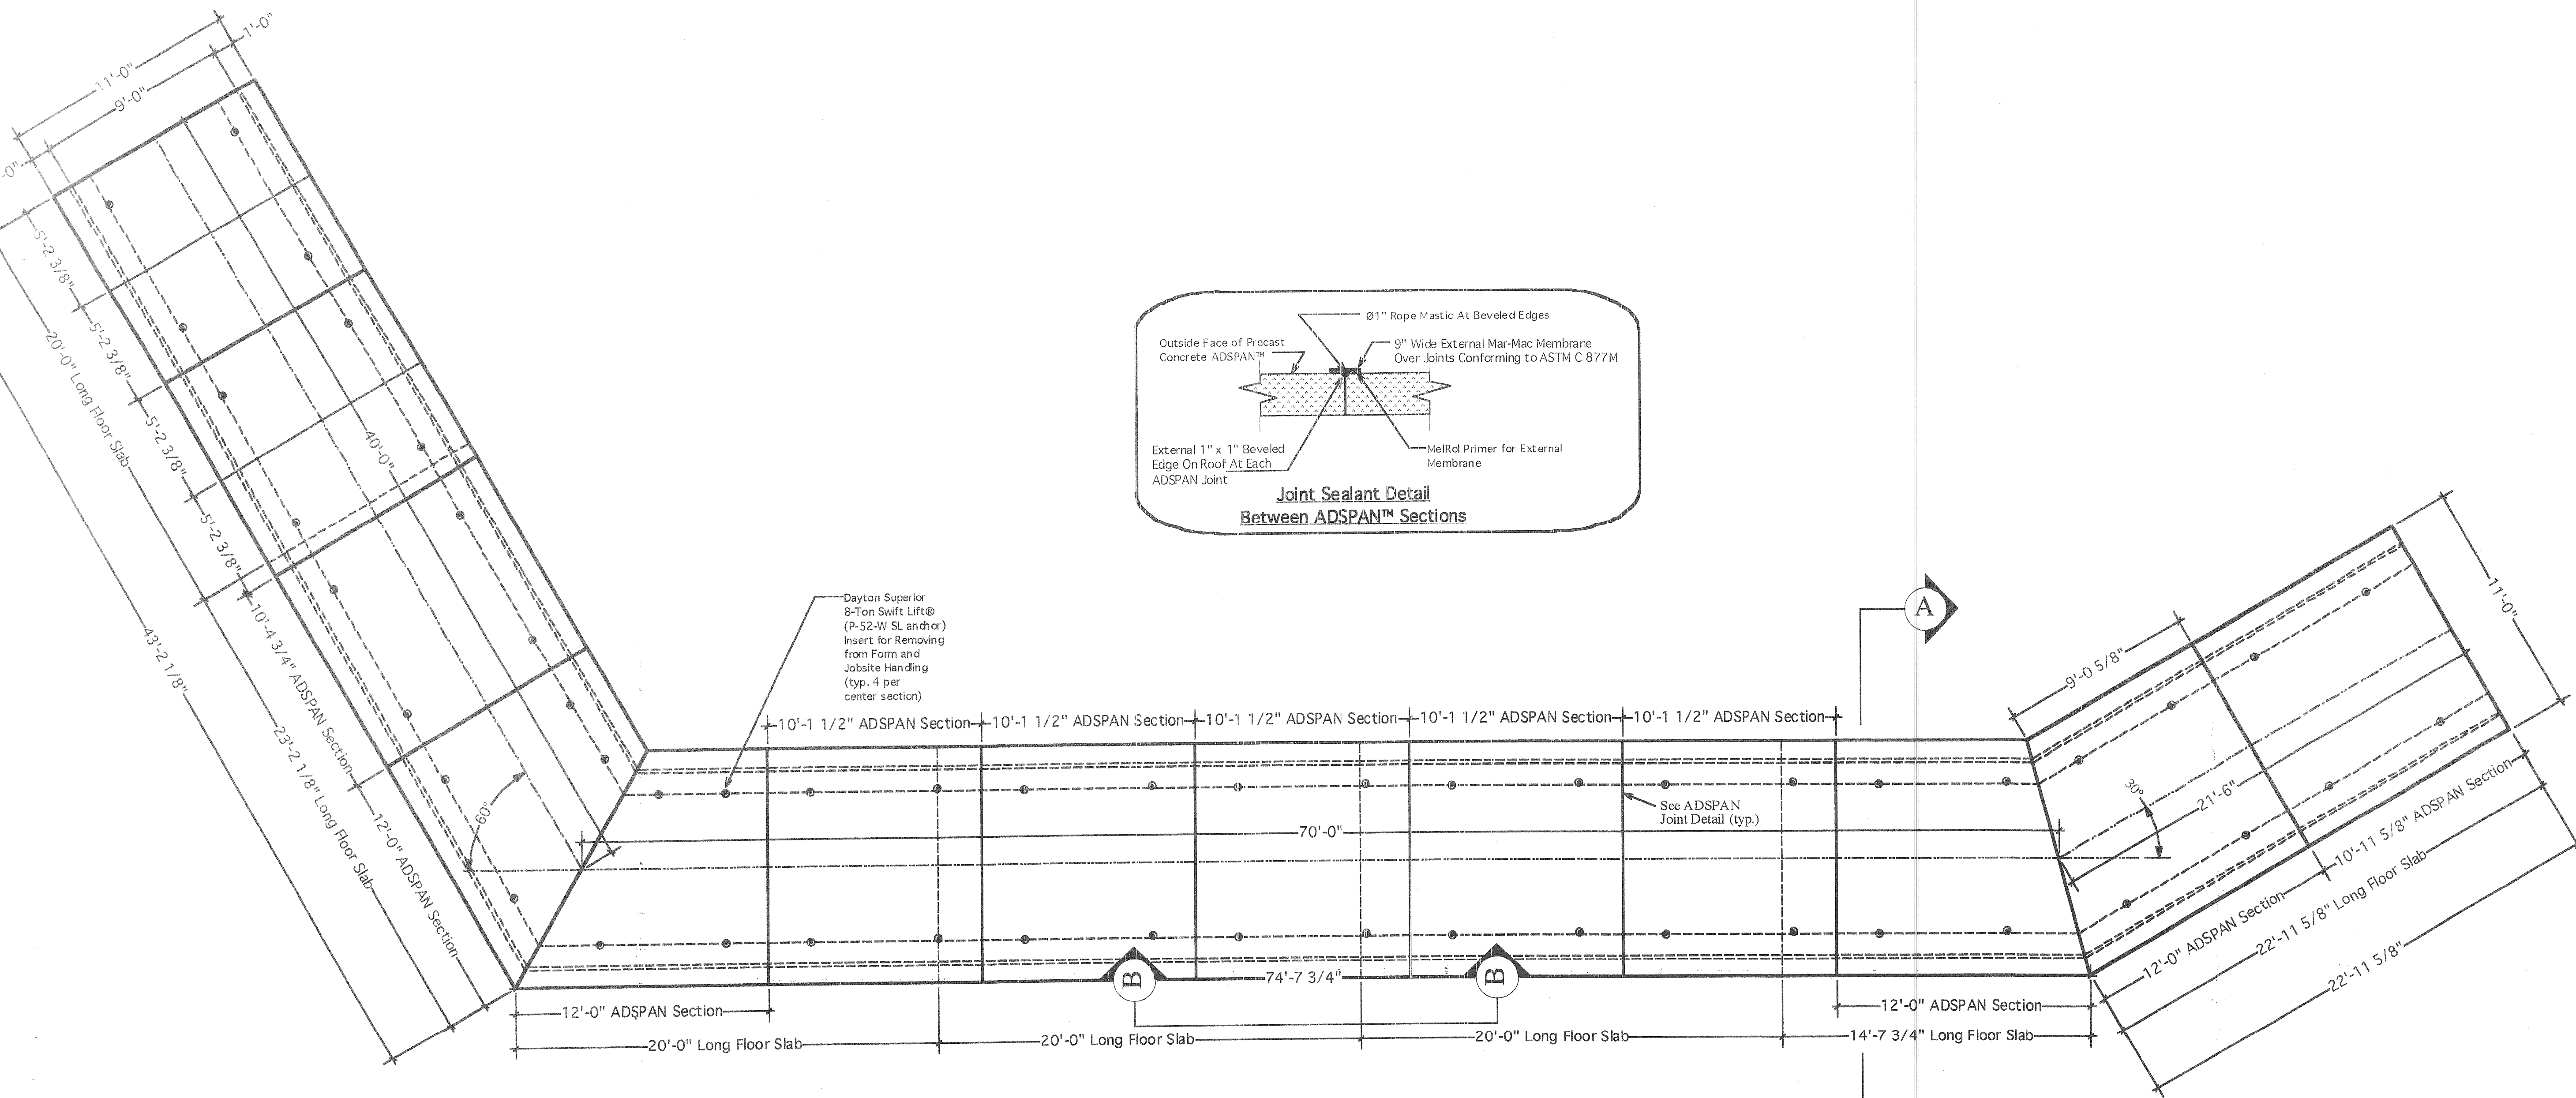 11'-0"
1'-0"
9'-0"
-0"
5'-2 3/8"
5'-2 3/8"
5'-2 3/8"
5'-2 3/8"
20'-0" Long Floor Slab
40'-0"
43'-2 1/8"
23'-2 1/8" Long Floor Slab
10'-4 3/4" ADSPAN Section
12'-0" ADSPAN Section
60°
Ø1" Rope Mastic At Beveled Edges
Outside Face of Precast
Concrete ADSPAN™
9" Wide External Mar-Mac Membrane
Over Joints Conforming to ASTM C 877M
External 1" x 1" Beveled
Edge On Roof At Each
ADSPAN Joint
MelRol Primer for External
Membrane
Joint Sealant Detail
Between ADSPAN™ Sections
Dayton Superior
8-Ton Swift Lift®
(P-52-W SL anchor)
Insert for Removing
from Form and
Jobsite Handling
(typ. 4 per
center section)
A
10'-1 1/2" ADSPAN Section
10'-1 1/2" ADSPAN Section
10'-1 1/2" ADSPAN Section
10'-1 1/2" ADSPAN Section
10'-1 1/2" ADSPAN Section
See ADSPAN
Joint Detail (typ.)
70'-0"
B
B
74'-7 3/4"
12'-0" ADSPAN Section
12'-0" ADSPAN Section
20'-0" Long Floor Slab
20'-0" Long Floor Slab
20'-0" Long Floor Slab
14'-7 3/4" Long Floor Slab
9'-0 5/8"
11'-0"
30°
21'-6"
10'-11 5/8" ADSPAN Section
12'-0" ADSPAN Section
22'-11 5/8" Long Floor Slab
22'-11 5/8"